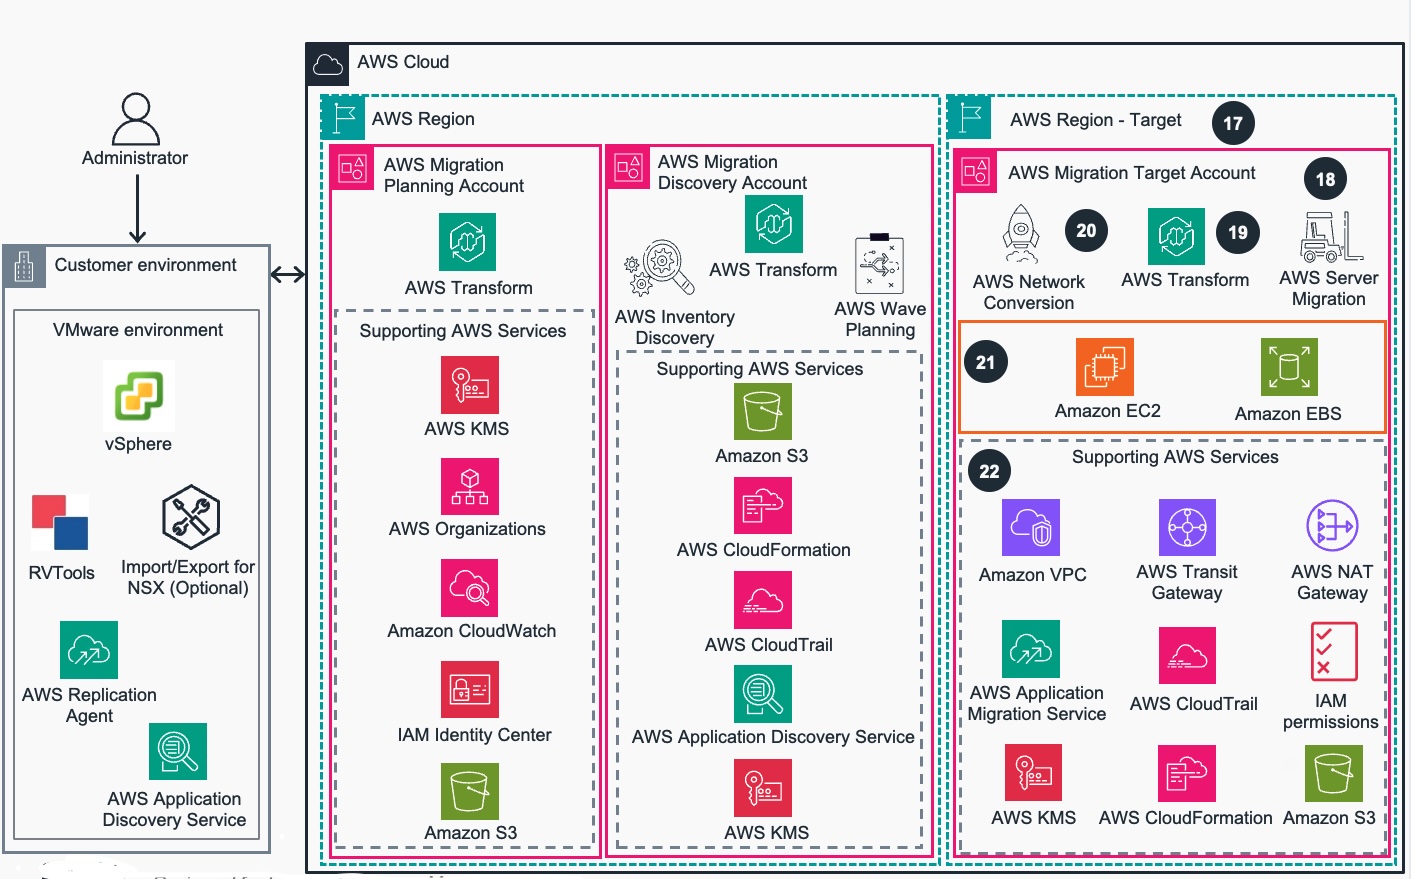 AWS Cloud
Administrator
Customer environment
VMware environment
vSphere
RVTools
Import/Export for
NSX (Optional)
AWS Replication
Agent
AWS Application
Discovery Service
AWS Region
AWS Migration
Planning Account
AWS Transform
Supporting AWS Services
AWS KMS
AWS Organizations
Amazon CloudWatch
IAM Identity Center
Amazon S3
AWS Migration
Discovery Account
AWS Transform
AWS Inventory
Discovery
AWS Wave
Planning
Supporting AWS Services
Amazon S3
AWS CloudFormation
AWS CloudTrail
AWS Application Discovery Service
AWS KMS
AWS Region - Target
17
AWS Migration Target Account
18
20
19
AWS Network
Conversion
AWS Transform
AWS Server
Migration
21
Amazon EC2
Amazon EBS
22
Supporting AWS Services
Amazon VPC
AWS Transit
Gateway
AWS NAT
Gateway
AWS Application
Migration Service
AWS CloudTrail
IAM
permissions
AWS KMS
AWS CloudFormation
Amazon S3